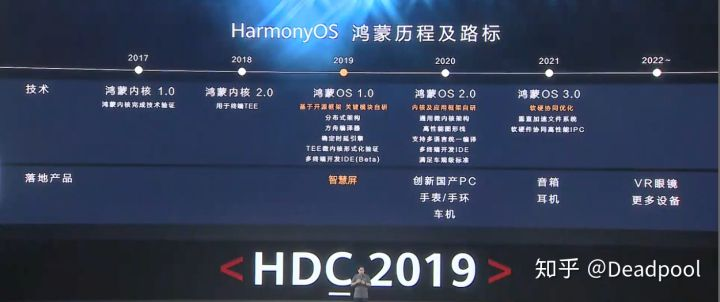 HarmonyOS 鸿蒙历程及路标
2017 2018 2019 2020 2021 2022~
技术
鸿蒙内核 1.0
鸿蒙内核完成技术验证
鸿蒙内核 2.0
用于终端TEE
鸿蒙OS 1.0
基于开源框架 关键模块自研
分布式架构
方舟编译器
确定时延引擎
TEE微内核形式化验证
多终端开发IDE(Beta)
鸿蒙OS 2.0
内核及应用框架自研
通用微内核架构
高性能图形栈
支持多语言统一编译
多终端开发IDE
满足车规级标准
鸿蒙OS 3.0
软硬协同优化
垂直加速文件系统
软硬件协同高性能IPC
落地产品
智慧屏
创新国产PC
手表/手环
车机
音箱
耳机
VR眼镜
更多设备
<HDC 2019>
知乎 @Deadpool